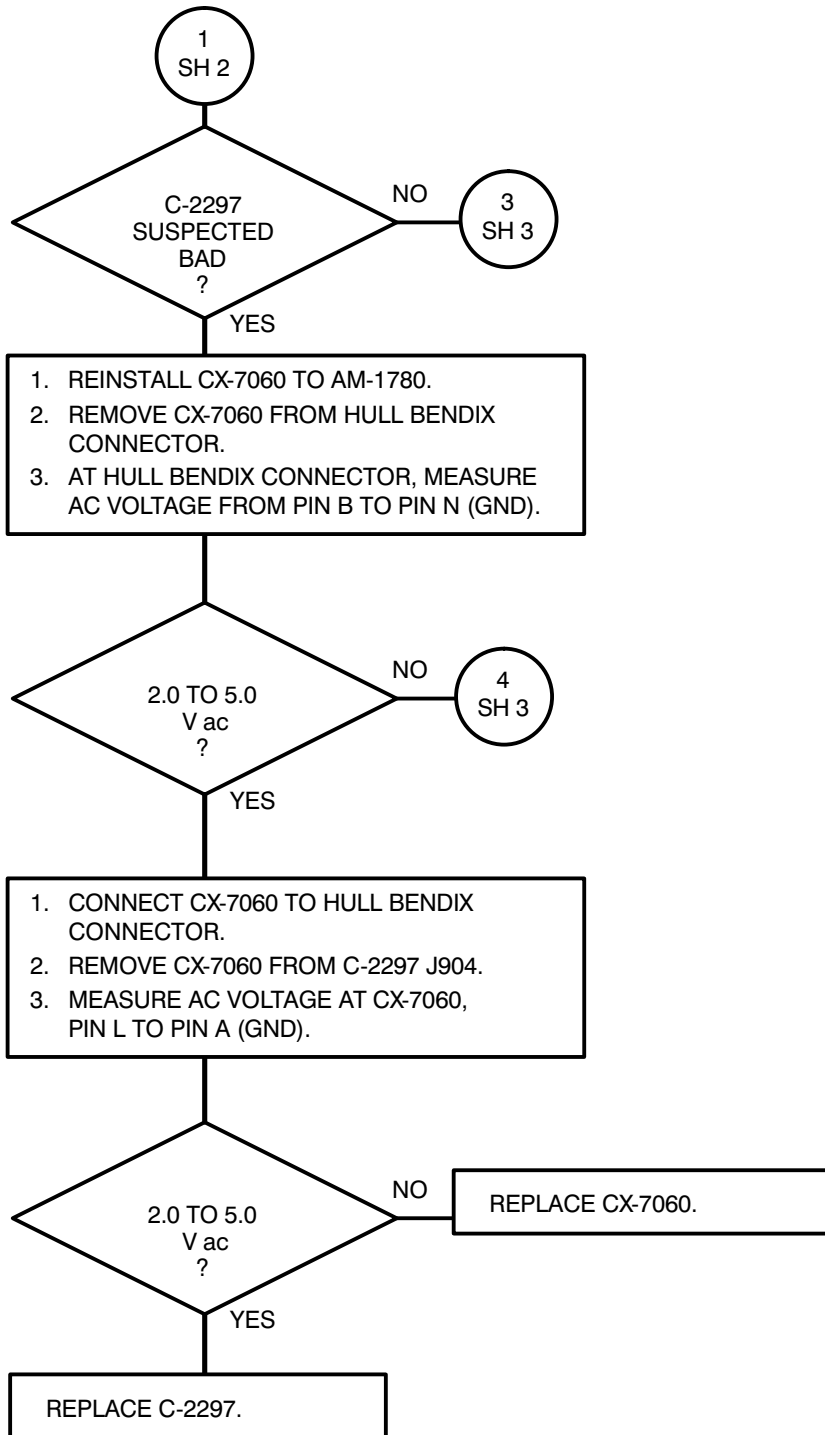 1
SH 2
C-2297
SUSPECTED
BAD
?
NO
3
SH 3
YES
1. REINSTALL CX-7060 TO AM-1780.
2. REMOVE CX-7060 FROM HULL BENDIX
CONNECTOR.
3. AT HULL BENDIX CONNECTOR, MEASURE
AC VOLTAGE FROM PIN B TO PIN N (GND).
2.0 TO 5.0
V ac
?
NO
4
SH 3
YES
1. CONNECT CX-7060 TO HULL BENDIX
CONNECTOR.
2. REMOVE CX-7060 FROM C-2297 J904.
3. MEASURE AC VOLTAGE AT CX-7060,
PIN L TO PIN A (GND).
2.0 TO 5.0
V ac
?
NO
REPLACE CX-7060.
YES
REPLACE C-2297.